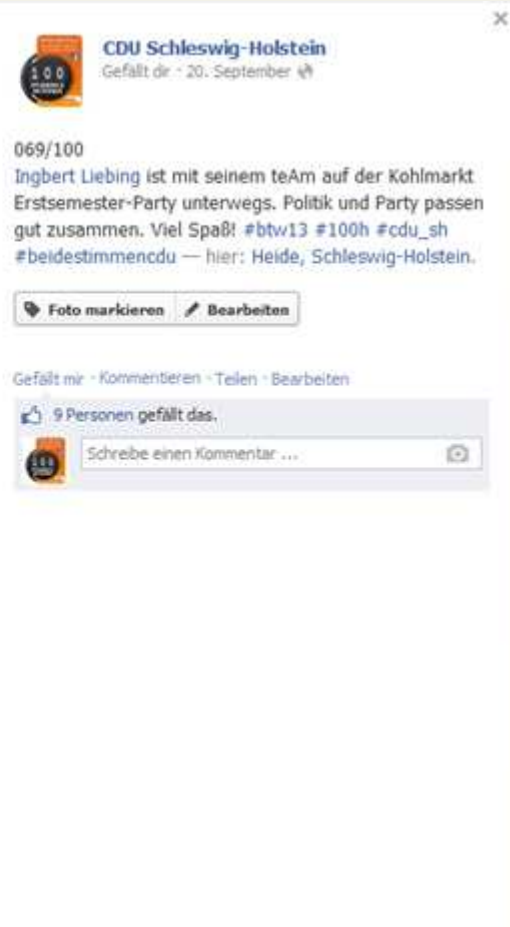 CDU Schleswig-Holstein
Gefällt dir · 20. September
100
069/100
Ingbert Liebing ist mit seinem teAm auf der Kohlmarkt
Erstsemester-Party unterwegs. Politik und Party passen
gut zusammen. Viel Spaß! #btw13 #100h #cdu_sh
#beidestimmencdu — hier: Heide, Schleswig-Holstein.
Foto markieren Bearbeiten
Gefällt mir · Kommentieren · Teilen · Bearbeiten
9 Personen gefällt das.
Schreibe einen Kommentar ...